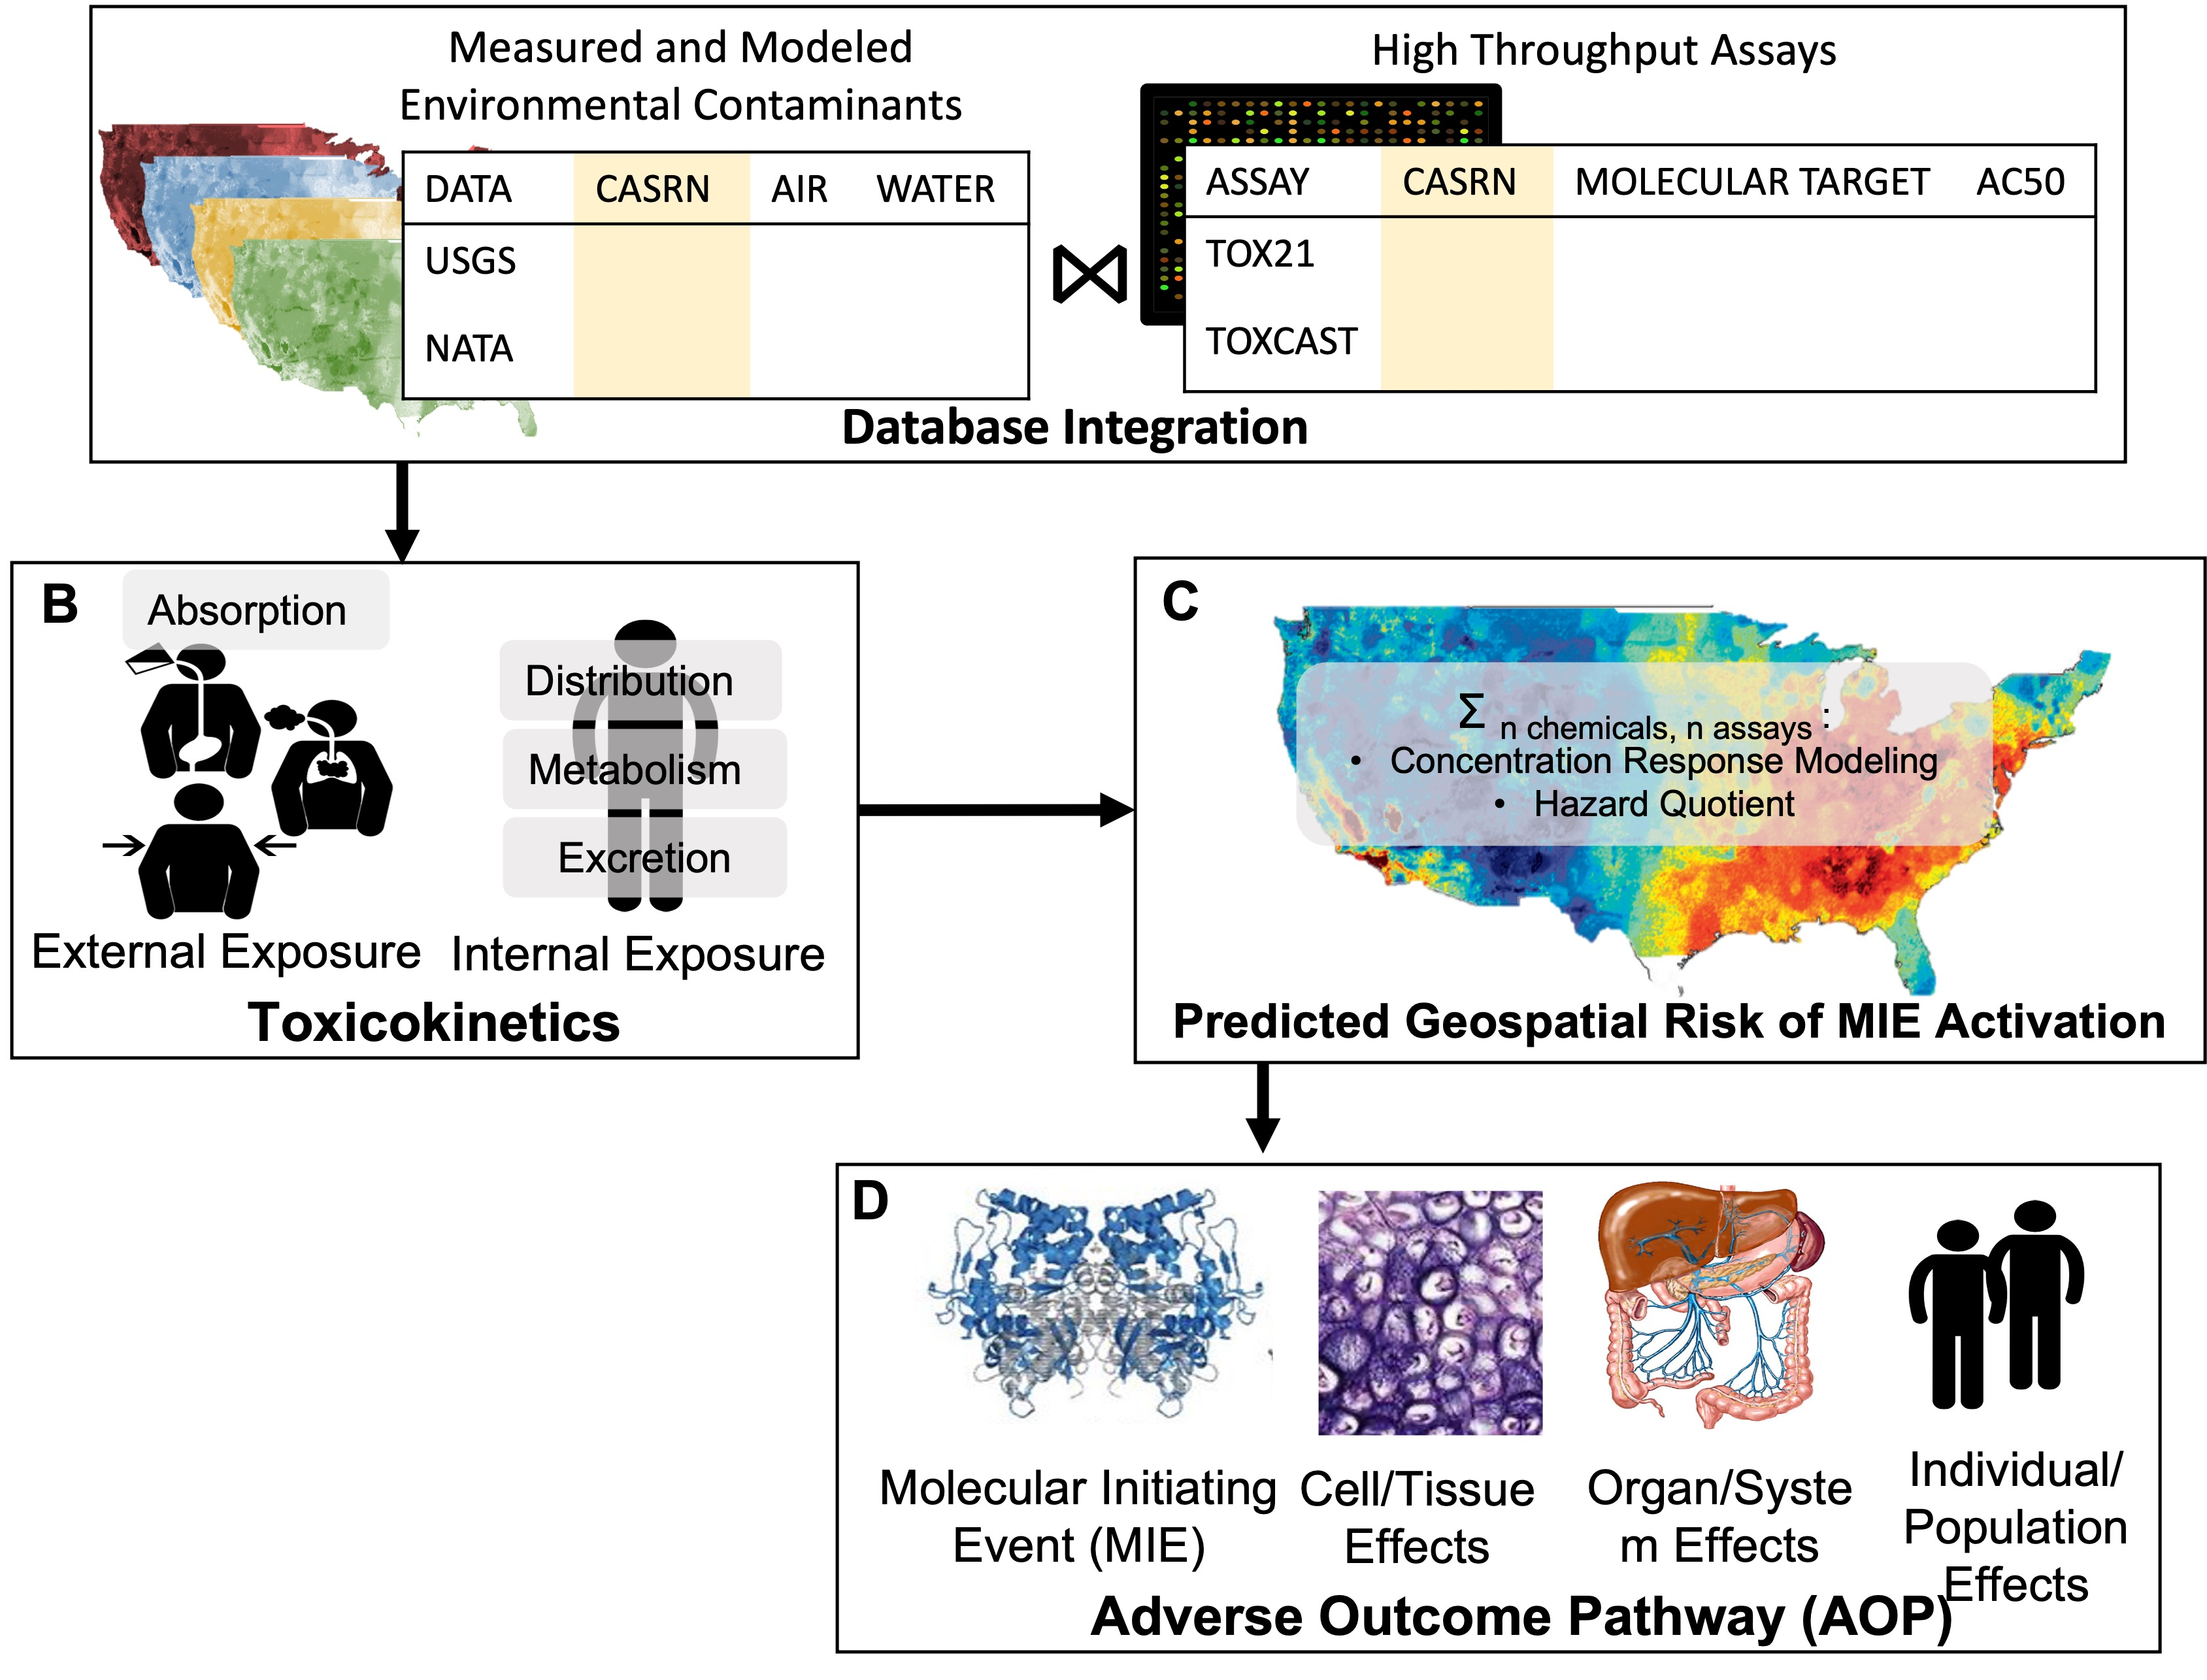 Measured and Modeled
Environmental Contaminants
High Throughput Assays
DATA CASRN AIR WATER
USGS
NATA
⋈
ASSAY CASRN MOLECULAR TARGET AC50
TOX21
TOXCAST
Database Integration
B
Absorption
Distribution
Metabolism
Excretion
External Exposure
Internal Exposure
Toxicokinetics
C
Σ n chemicals, n assays :
• Concentration Response Modeling
• Hazard Quotient
Predicted Geospatial Risk of MIE Activation
D
Molecular Initiating
Event (MIE)
Cell/Tissue
Effects
Organ/Syste
m Effects
Individual/
Population
Effects
Adverse Outcome Pathway (AOP)